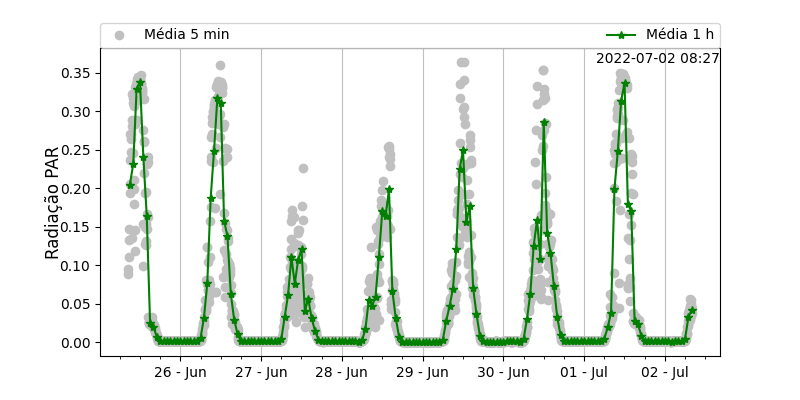 Média 5 min
Média 1 h
2022-07-02 08:27
Radiação PAR
0.35
0.30
0.25
0.20
0.15
0.10
0.05
0.00
26 - Jun
27 - Jun
28 - Jun
29 - Jun
30 - Jun
01 - Jul
02 - Jul